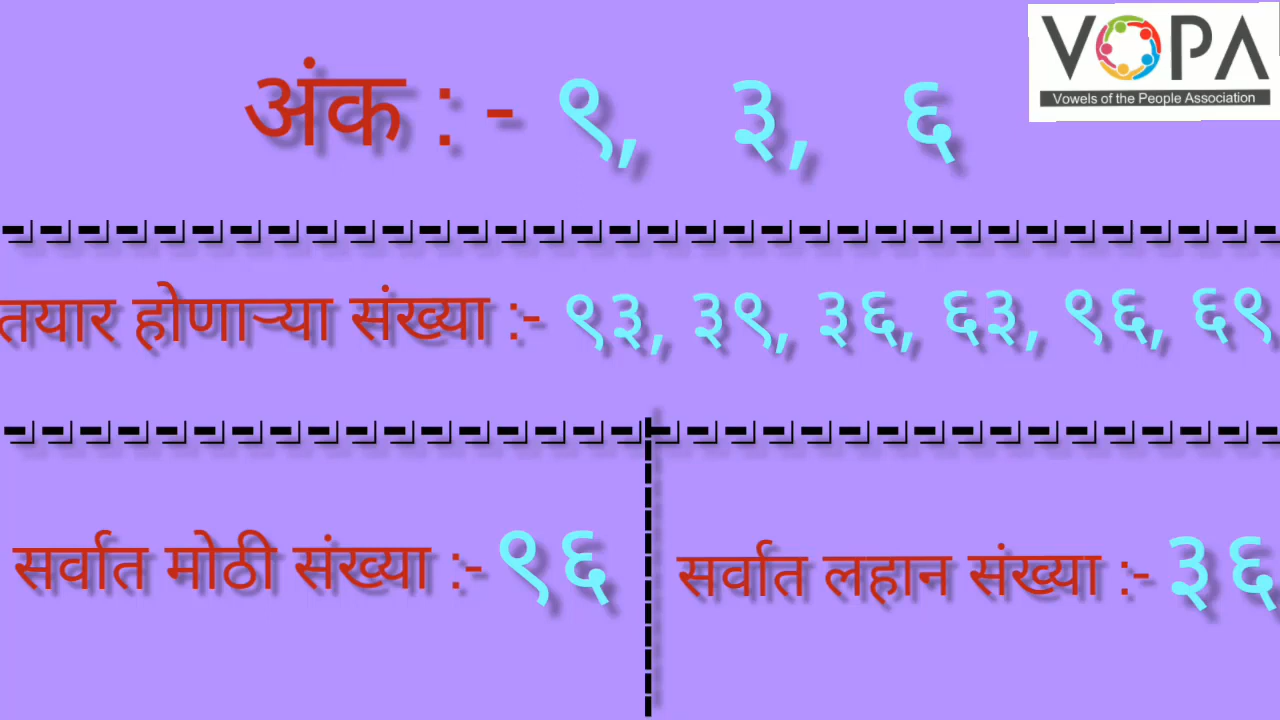 VOPA
Vowels of the People Association
अंक : - ९, ३, ६
तयार होणाऱ्या संख्या :- ९३, ३९, ३६, ६३, ९६, ६९
सर्वात मोठी संख्या :- ९६
सर्वात लहान संख्या :- ३६